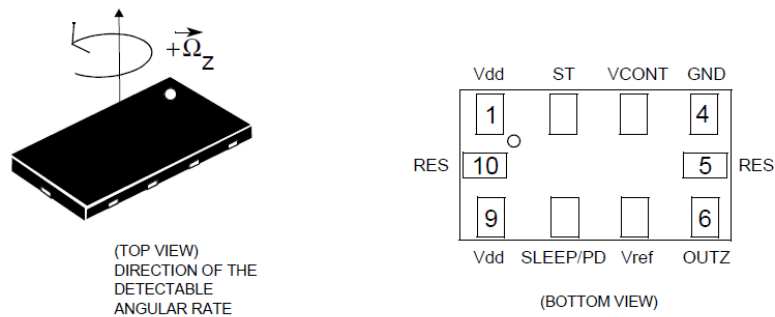 +Ω⃗z
(TOP VIEW)
DIRECTION OF THE
DETECTABLE
ANGULAR RATE
Vdd ST VCONT GND
1 4
RES 10 5 RES
9 6
Vdd SLEEP/PD Vref OUTZ
(BOTTOM VIEW)